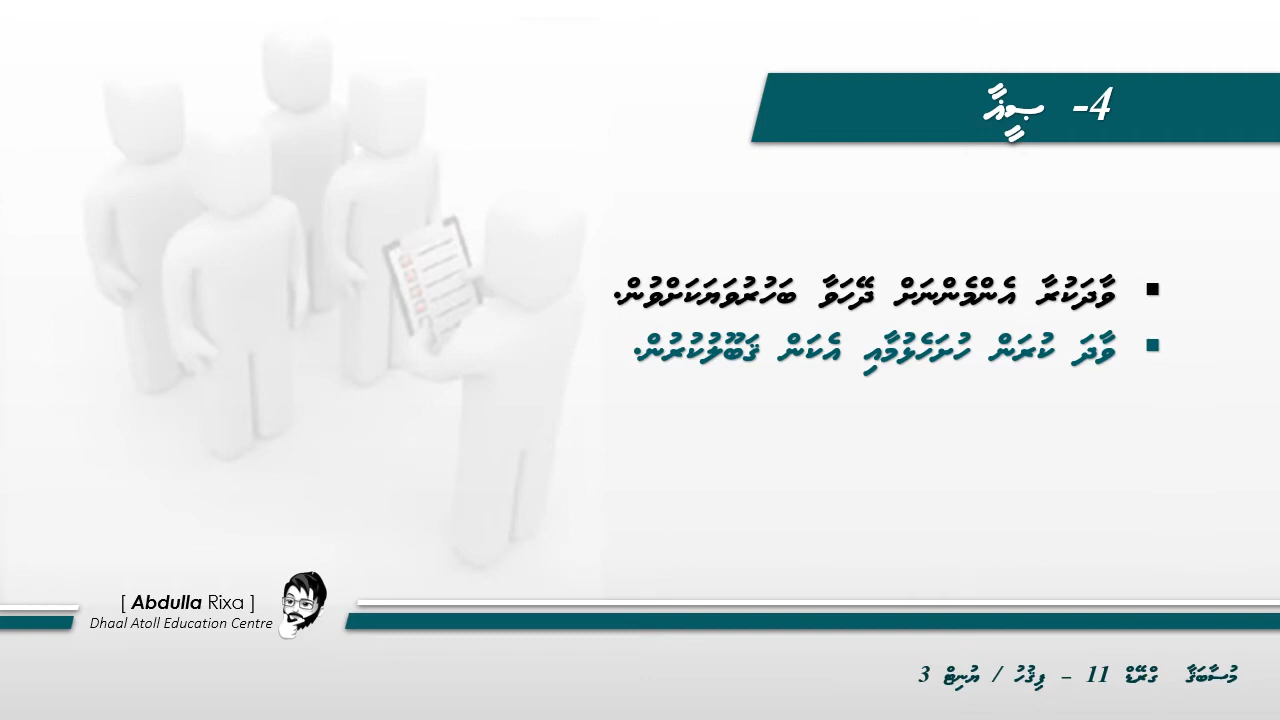 4- ޞީޣާ
▪ ވާދަކުރާ އެންމެންނަށް ދޭހަވާ ބަހުރުވަޔަކަށްވުން.
▪ ވާދަ ކުރަން ހުށަހެޅުމާއި އެކަން ޤަބޫލުކުރުން.
[ Abdulla Rixa ]
Dhaal Atoll Education Centre
މުސާބަޤާ ގްރޭޑް 11 – ފިޤުހު / ޔުނިޓް 3